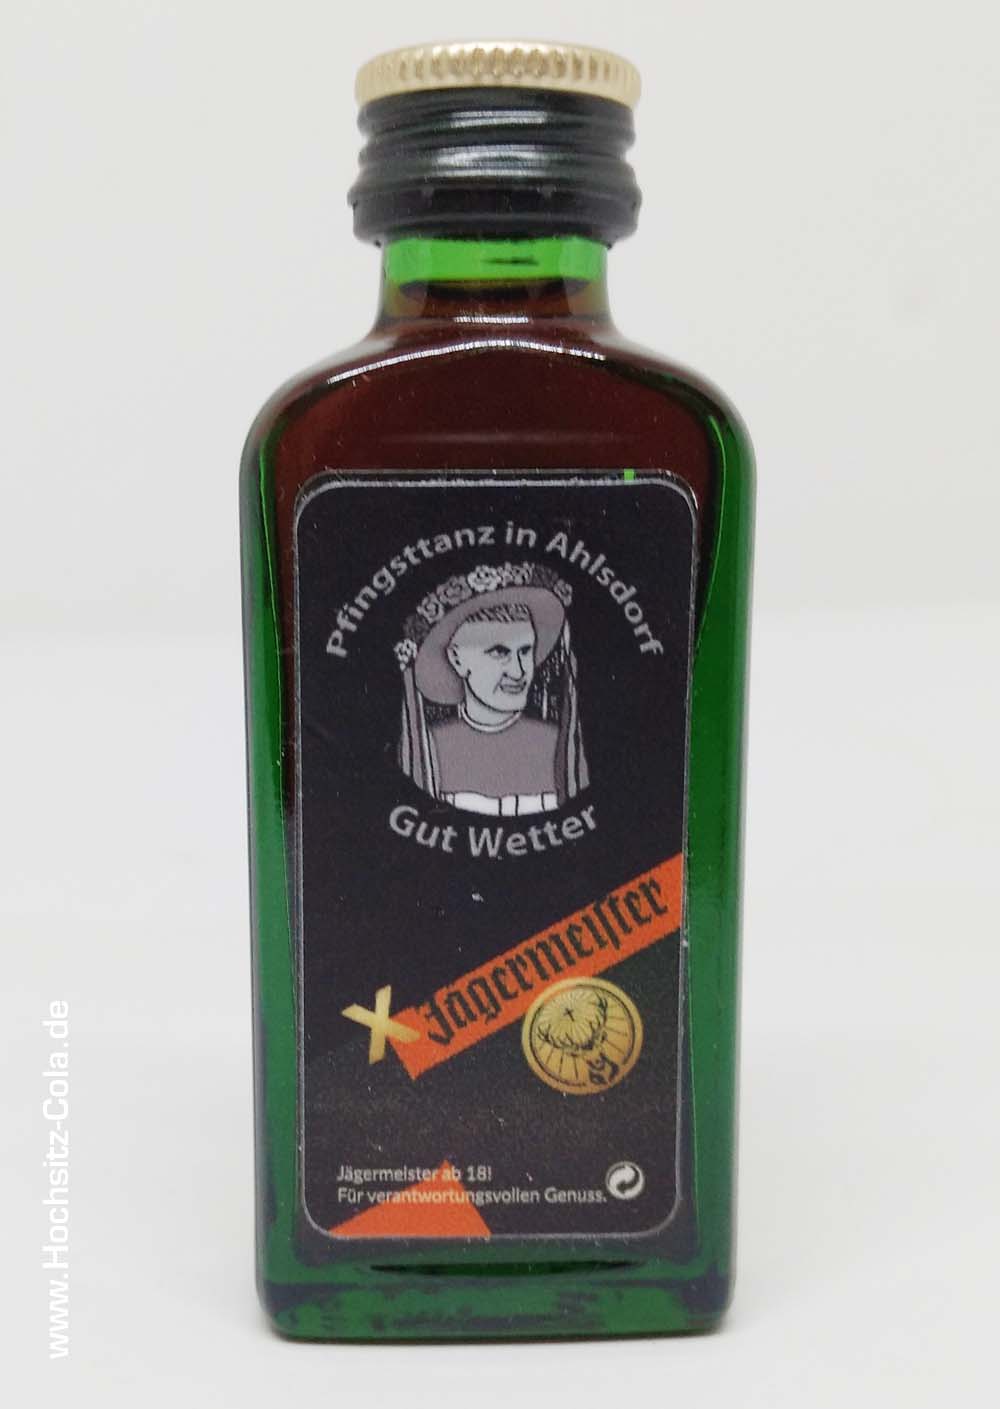 Pfingsttanz in Ahlsdorf
Gut Wetter
X Jägermeister
Jägermeister ab 18!
Für verantwortungsvollen Genuss.
www.Hochsitz-Cola.de